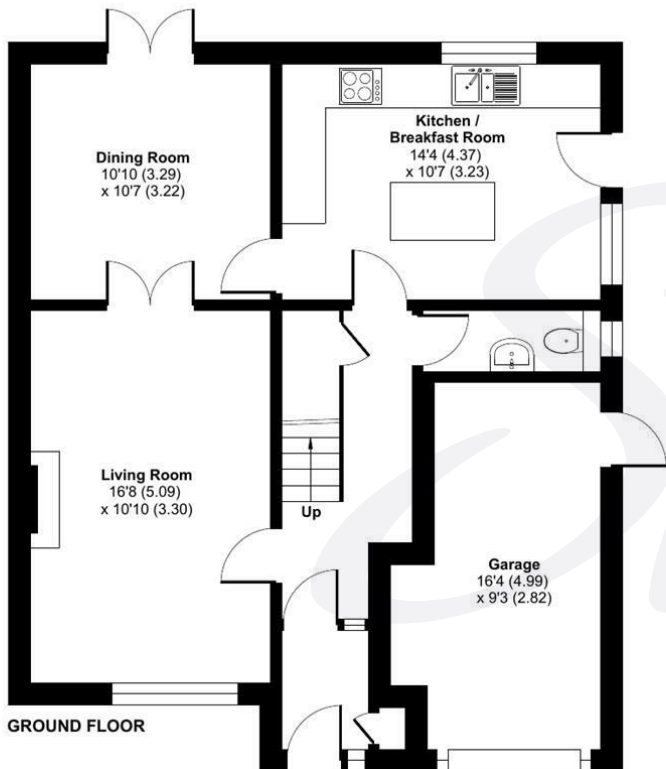 Dining Room
10'10 (3.29)
x 10'7 (3.22)
Kitchen /
Breakfast Room
14'4 (4.37)
x 10'7 (3.23)
Living Room
16'8 (5.09)
x 10'10 (3.30)
Up
Garage
16'4 (4.99)
x 9'3 (2.82)
GROUND FLOOR